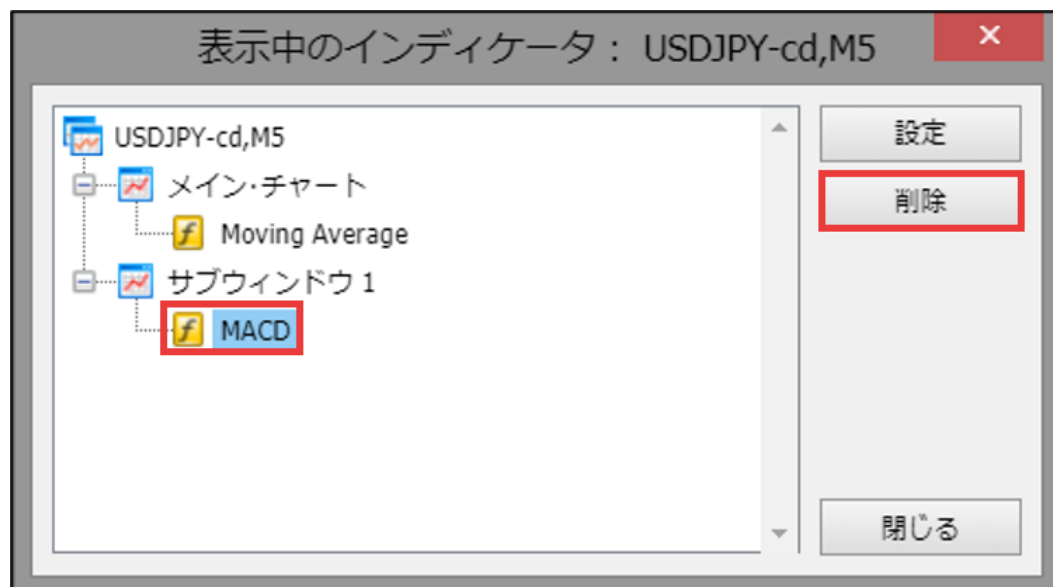 表示中のインディケータ： USDJPY-cd,M5
USDJPY-cd,M5
メイン･チャート
Moving Average
サブウィンドウ 1
MACD
設定
削除
閉じる